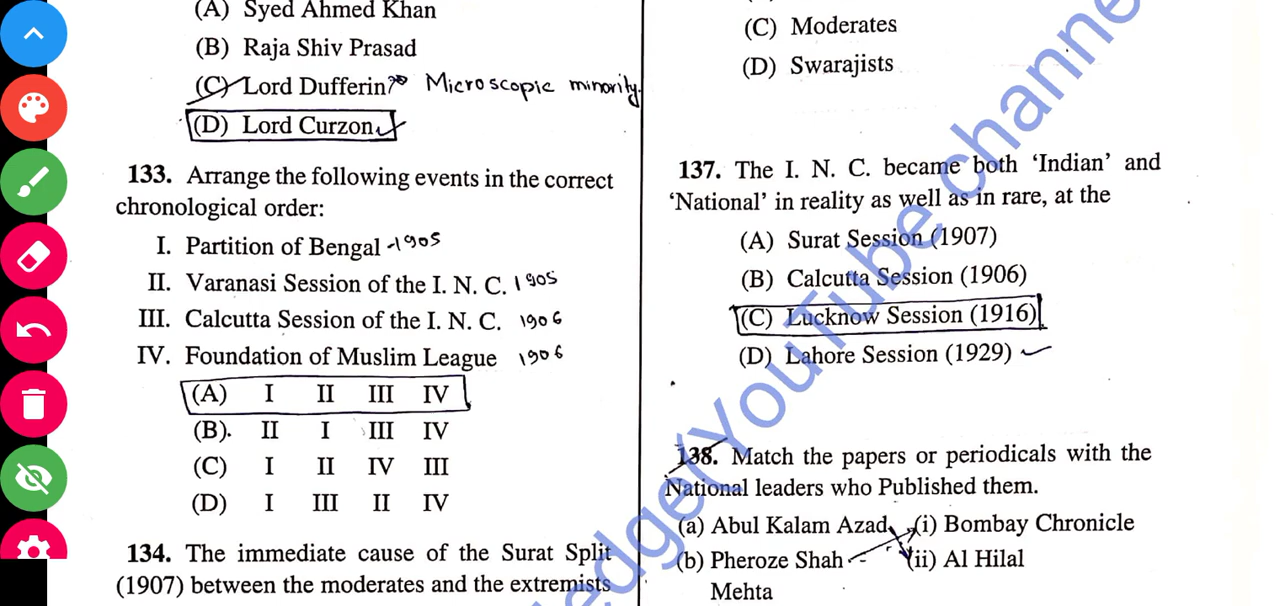 (A) Syed Ahmed Khan
(B) Raja Shiv Prasad
(C) Lord Dufferin Microscopic minority.
(D) Lord Curzon
133. Arrange the following events in the correct
chronological order:
I. Partition of Bengal -1905
II. Varanasi Session of the I. N. C. 1905
III. Calcutta Session of the I. N. C. 1906
IV. Foundation of Muslim League 1906
(A) I II III IV
(B). II I III IV
(C) I II IV III
(D) I III II IV
134. The immediate cause of the Surat Split
(1907) between the moderates and the extremists
(C) Moderates
(D) Swarajists
137. The I. N. C. became both ‘Indian’ and
‘National’ in reality as well as in rare, at the
(A) Surat Session (1907)
(B) Calcutta Session (1906)
(C) Lucknow Session (1916)
(D) Lahore Session (1929)
138. Match the papers or periodicals with the
National leaders who Published them.
(a) Abul Kalam Azad (i) Bombay Chronicle
(b) Pheroze Shah (ii) Al Hilal
Mehta
edge(YouTube channe